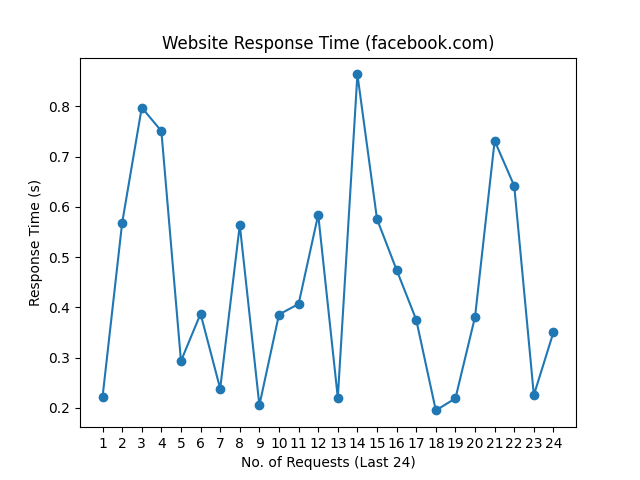 Website Response Time (facebook.com)
Response Time (s)
0.8
0.7
0.6
0.5
0.4
0.3
0.2
1 2 3 4 5 6 7 8 9 10 11 12 13 14 15 16 17 18 19 20 21 22 23 24
No. of Requests (Last 24)